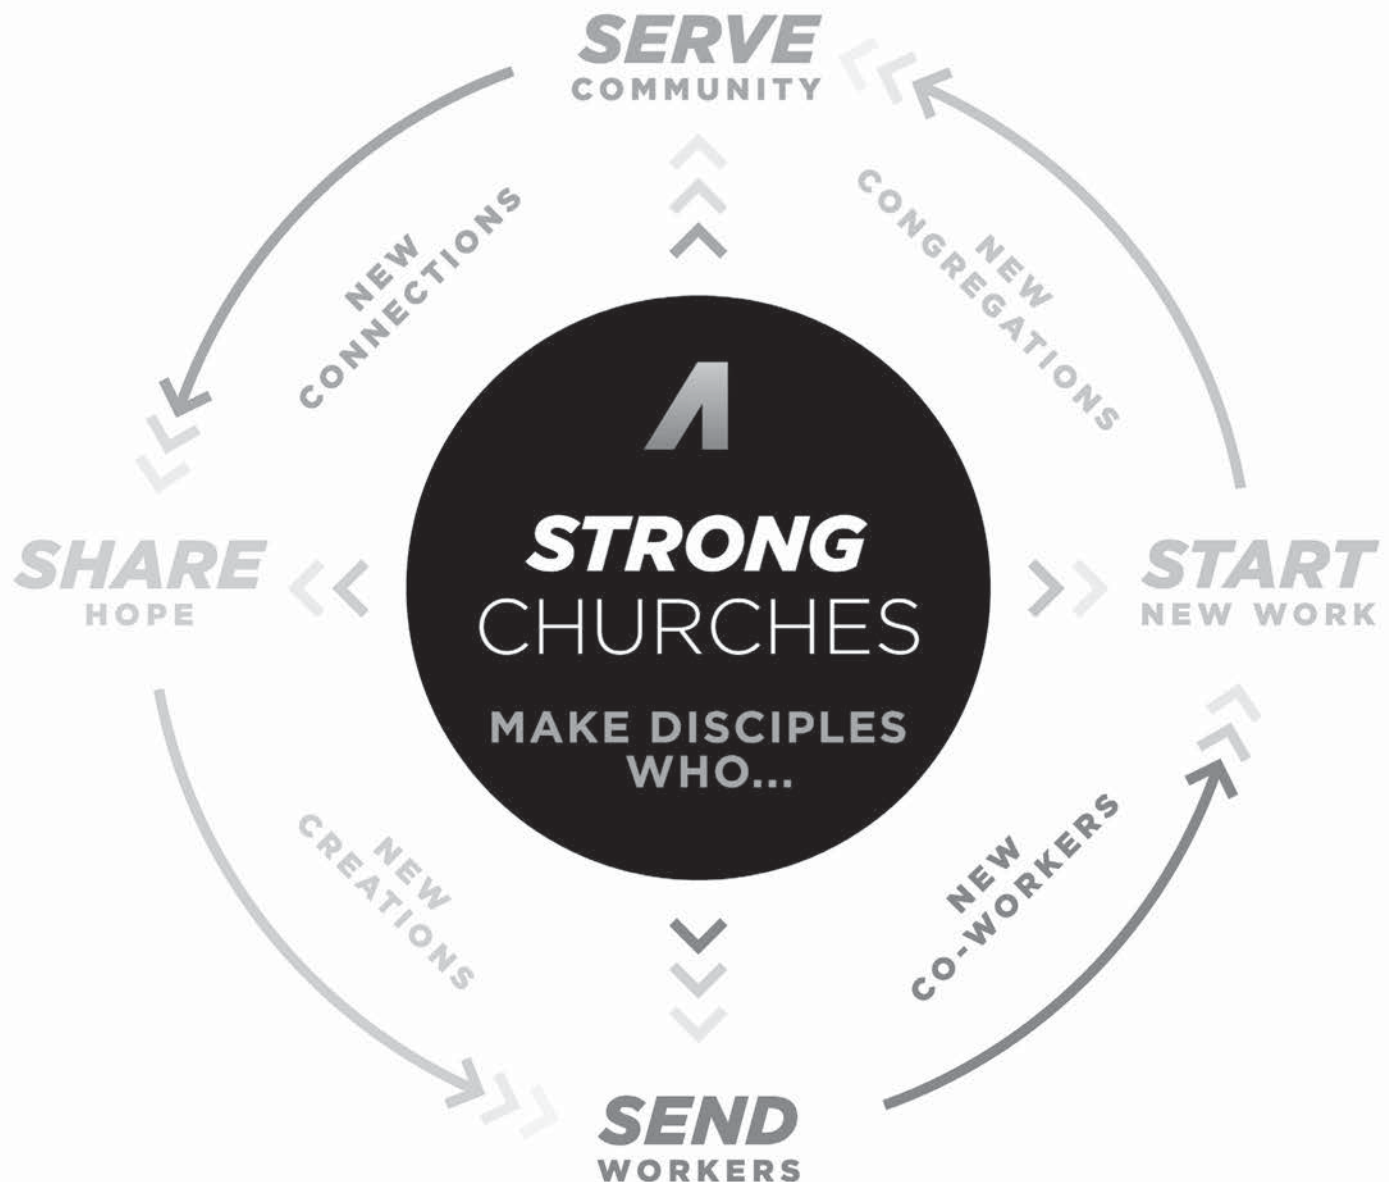 SERVE
COMMUNITY
NEW
CONNECTIONS
NEW
CONGREGATIONS
STRONG
CHURCHES
MAKE DISCIPLES
WHO...
SHARE
HOPE
START
NEW WORK
NEW
CREATIONS
NEW
CO-WORKERS
SEND
WORKERS